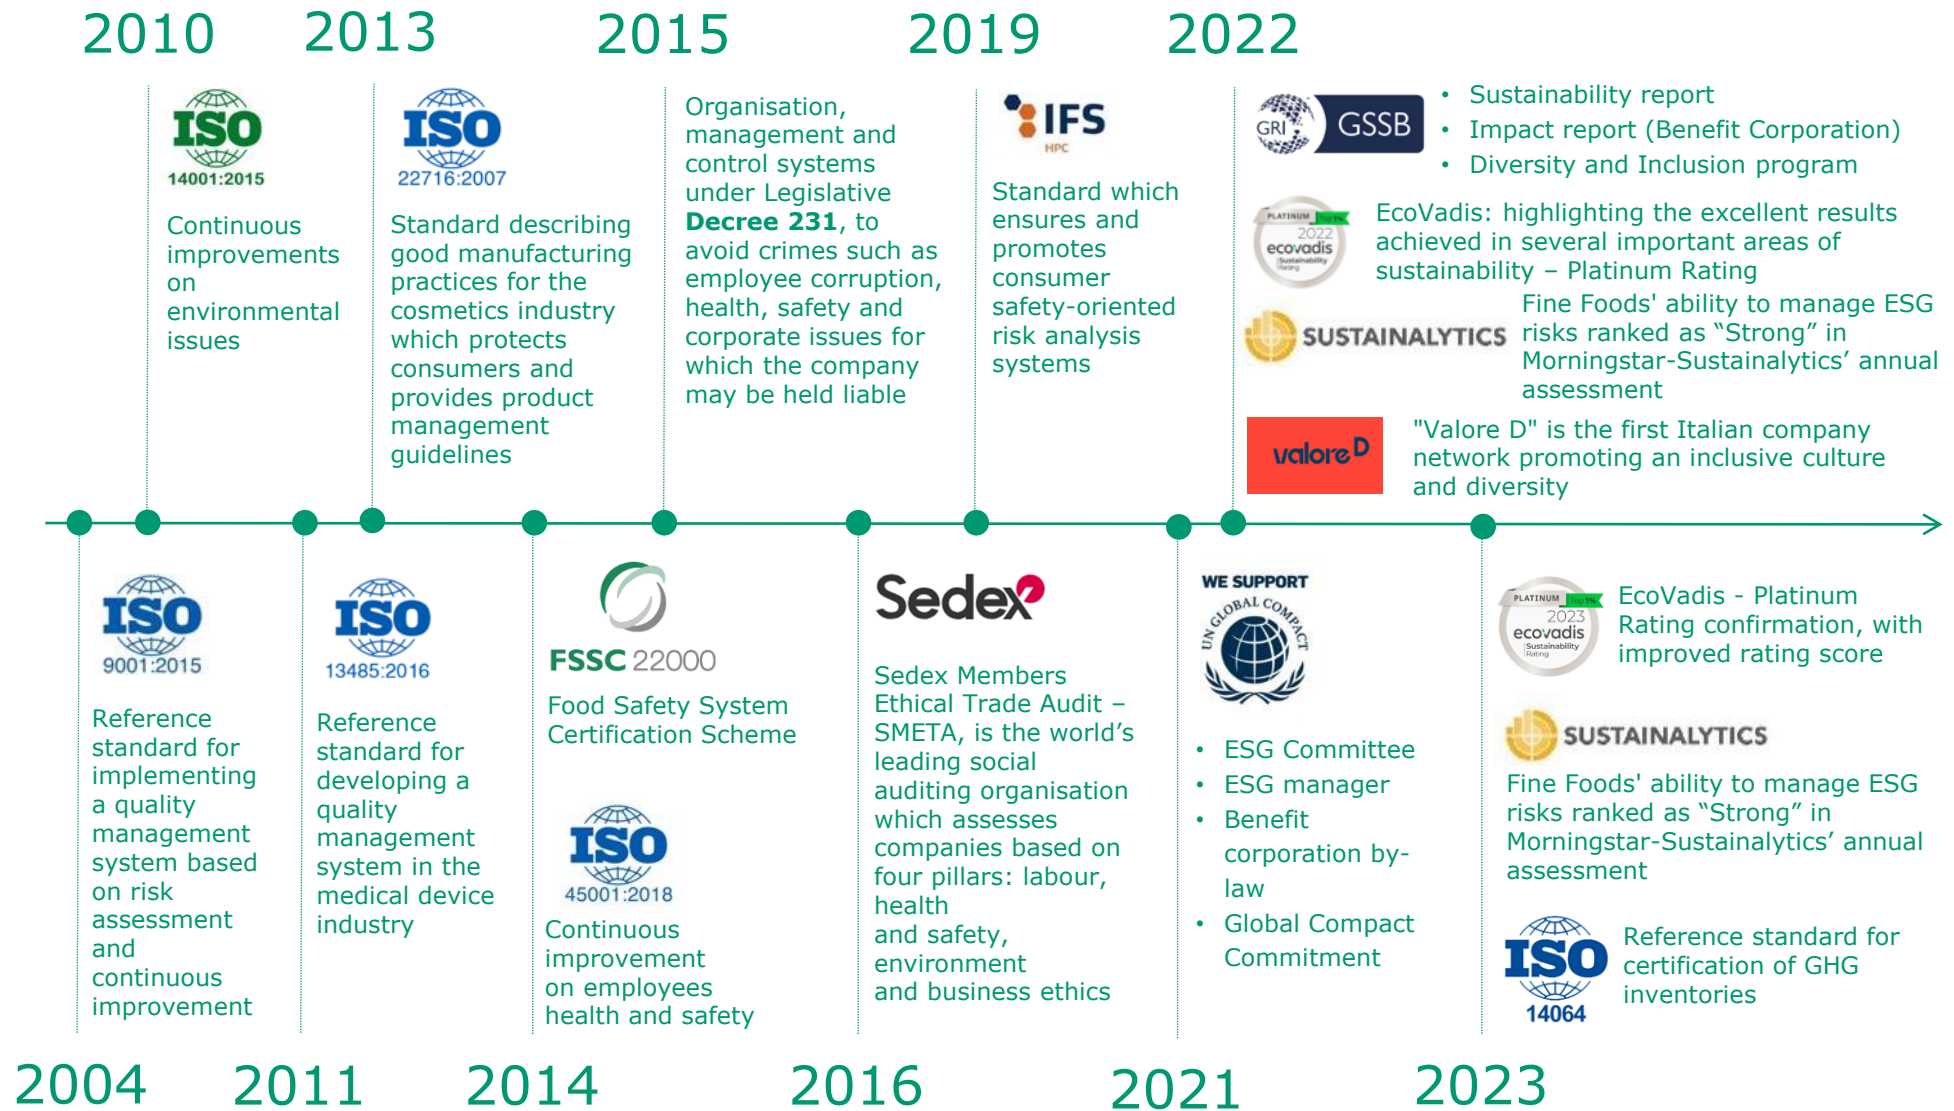 2010
2013
2015
2019
2022
ISO
14001:2015
Continuous
improvements
on
environmental
issues
ISO
22716:2007
Standard describing
good manufacturing
practices for the
cosmetics industry
which protects
consumers and
provides product
management
guidelines
Organisation,
management and
control systems
under Legislative
Decree 231, to
avoid crimes such as
employee corruption,
health, safety and
corporate issues for
which the company
may be held liable
IFS
HPC
Standard which
ensures and
promotes
consumer
safety-oriented
risk analysis
systems
GRI
GSSB
• Sustainability report
• Impact report (Benefit Corporation)
• Diversity and Inclusion program
PLATINUM Top 1%
2022
ecovadis
Sustainability
Rating
EcoVadis: highlighting the excellent results
achieved in several important areas of
sustainability – Platinum Rating
SUSTAINALYTICS
Fine Foods' ability to manage ESG
risks ranked as “Strong” in
Morningstar-Sustainalytics’ annual
assessment
valore D
"Valore D" is the first Italian company
network promoting an inclusive culture
and diversity
ISO
9001:2015
Reference
standard for
implementing
a quality
management
system based
on risk
assessment
and
continuous
improvement
ISO
13485:2016
Reference
standard for
developing a
quality
management
system in the
medical device
industry
FSSC 22000
Food Safety System
Certification Scheme
ISO
45001:2018
Continuous
improvement
on employees
health and safety
Sedex
Sedex Members
Ethical Trade Audit –
SMETA, is the world’s
leading social
auditing organisation
which assesses
companies based on
four pillars: labour,
health
and safety,
environment
and business ethics
WE SUPPORT
UN GLOBAL COMPACT
• ESG Committee
• ESG manager
• Benefit
corporation by-
law
• Global Compact
Commitment
PLATINUM Top 1%
2023
ecovadis
Sustainability
Rating
EcoVadis - Platinum
Rating confirmation, with
improved rating score
SUSTAINALYTICS
Fine Foods' ability to manage ESG
risks ranked as “Strong” in
Morningstar-Sustainalytics’ annual
assessment
ISO
14064
Reference standard for
certification of GHG
inventories
2004
2011
2014
2016
2021
2023